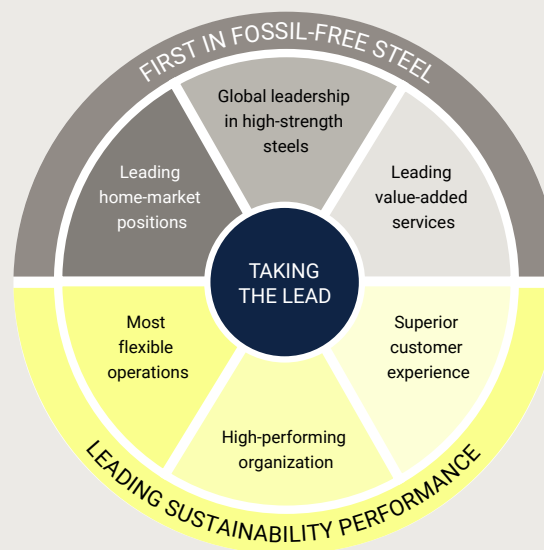 FIRST IN FOSSIL-FREE STEEL
Global leadership
in high-strength
steels
Leading
home-market
positions
Leading
value-added
services
TAKING
THE LEAD
Most
flexible
operations
Superior
customer
experience
High-performing
organization
LEADING SUSTAINABILITY PERFORMANCE